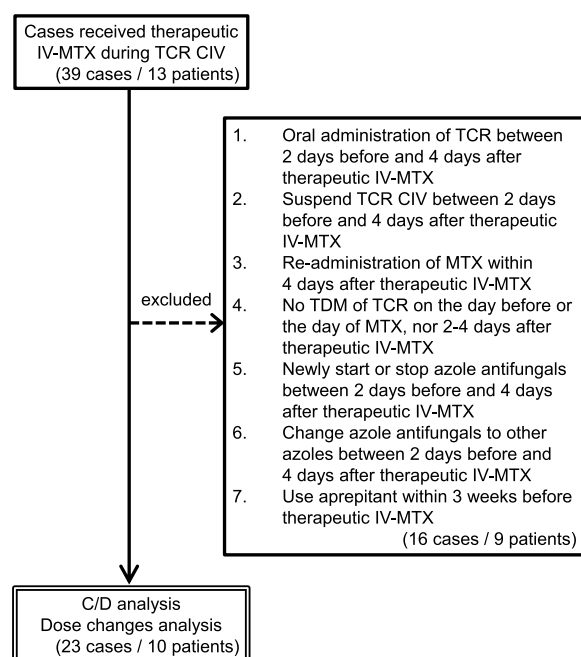 Cases received therapeutic
IV-MTX during TCR CIV
(39 cases / 13 patients)
1. Oral administration of TCR between
2 days before and 4 days after
therapeutic IV-MTX
2. Suspend TCR CIV between 2 days
before and 4 days after therapeutic
IV-MTX
3. Re-administration of MTX within
4 days after therapeutic IV-MTX
4. No TDM of TCR on the day before or
the day of MTX, nor 2-4 days after
therapeutic IV-MTX
5. Newly start or stop azole antifungals
between 2 days before and 4 days
after therapeutic IV-MTX
6. Change azole antifungals to other
azoles between 2 days before and
4 days after therapeutic IV-MTX
7. Use aprepitant within 3 weeks before
therapeutic IV-MTX
(16 cases / 9 patients)
excluded
C/D analysis
Dose changes analysis
(23 cases / 10 patients)